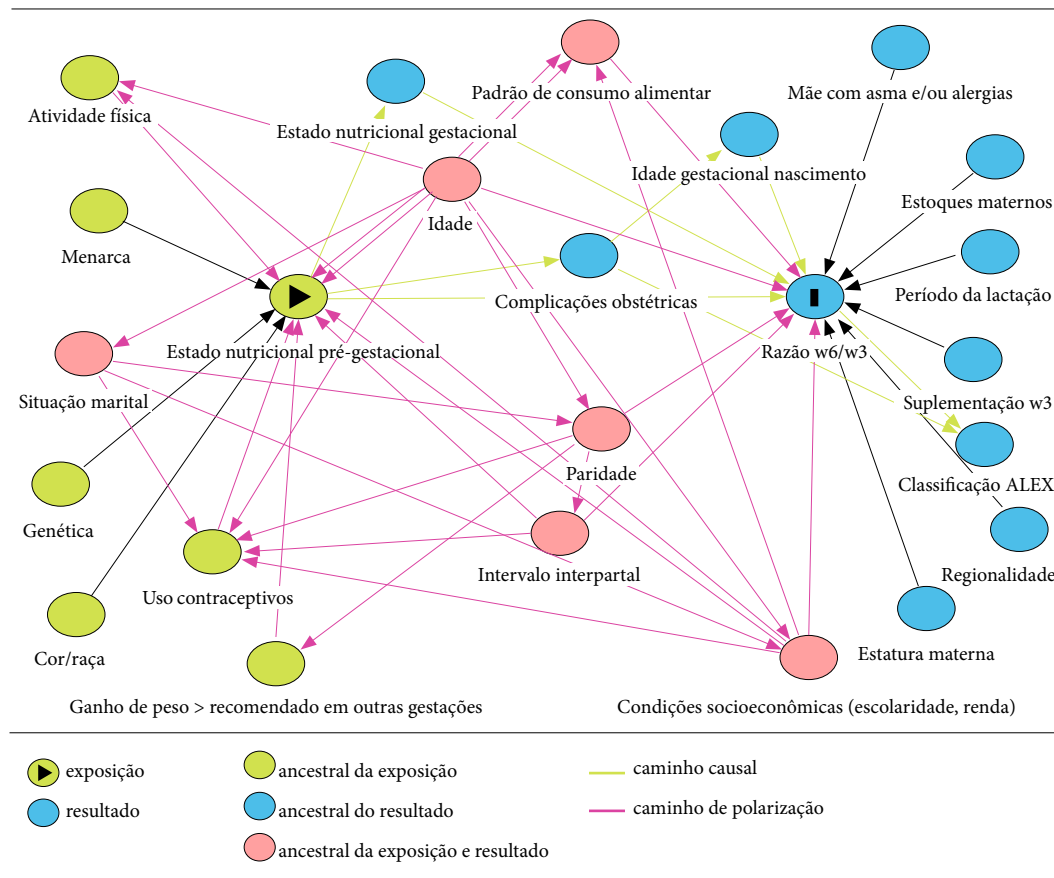 Atividade física
Padrão de consumo alimentar
Mãe com asma e/ou alergias
Estado nutricional gestacional
Idade gestacional nascimento
Estoques maternos
Idade
Menarca
Complicações obstétricas
Período da lactação
Estado nutricional pré-gestacional
Razão w6/w3
Situação marital
Suplementação w3
Paridade
Classificação ALEX
Genética
Intervalo interpartal
Regionalidade
Uso contraceptivos
Cor/raça
Estatura materna
Ganho de peso > recomendado em outras gestações
Condições socioeconômicas (escolaridade, renda)
exposição
ancestral da exposição
caminho causal
resultado
ancestral do resultado
caminho de polarização
ancestral da exposição e resultado